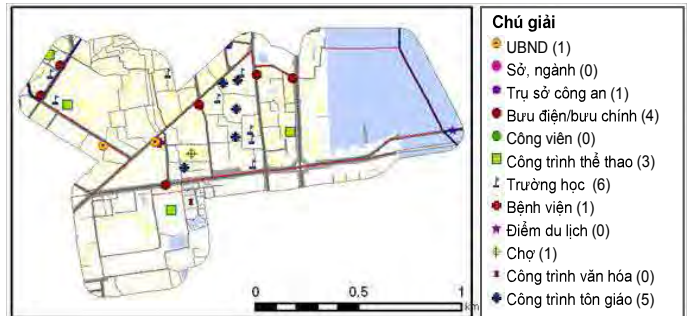 Chú giải
UBND (1)
Sở, ngành (0)
Trụ sở công an (1)
Bưu điện/bưu chính (4)
Công viên (0)
Công trình thể thao (3)
Trường học (6)
Bệnh viện (1)
Điểm du lịch (0)
Chợ (1)
Công trình văn hóa (0)
Công trình tôn giáo (5)
0 0,5 1
km